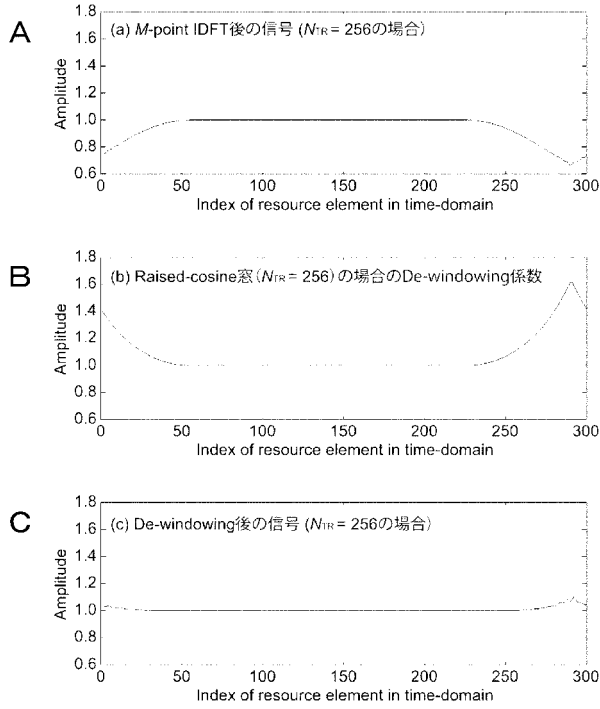 A
(a) M-point IDFT後の信号 (NTR = 256の場合)
1.8
1.6
1.4
1.2
1.0
0.8
0.6
Amplitude
0 50 100 150 200 250 300
Index of resource element in time-domain
B
(b) Raised-cosine窓 (NTR = 256) の場合のDe-windowing係数
1.8
1.6
1.4
1.2
1.0
0.8
0.6
Amplitude
0 50 100 150 200 250 300
Index of resource element in time-domain
C
(c) De-windowing後の信号 (NTR = 256の場合)
1.8
1.6
1.4
1.2
1.0
0.8
0.6
Amplitude
0 50 100 150 200 250 300
Index of resource element in time-domain